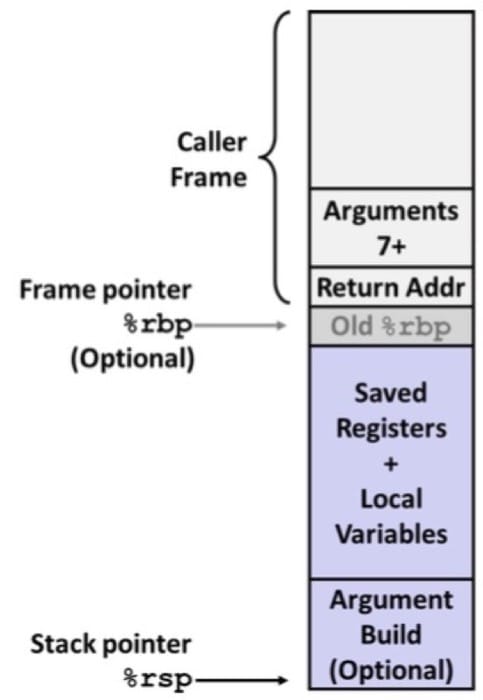 Caller
Frame
Arguments
7+
Return Addr
Frame pointer
%rbp
(Optional)
Old %rbp
Saved
Registers
+
Local
Variables
Argument
Build
(Optional)
Stack pointer
%rsp